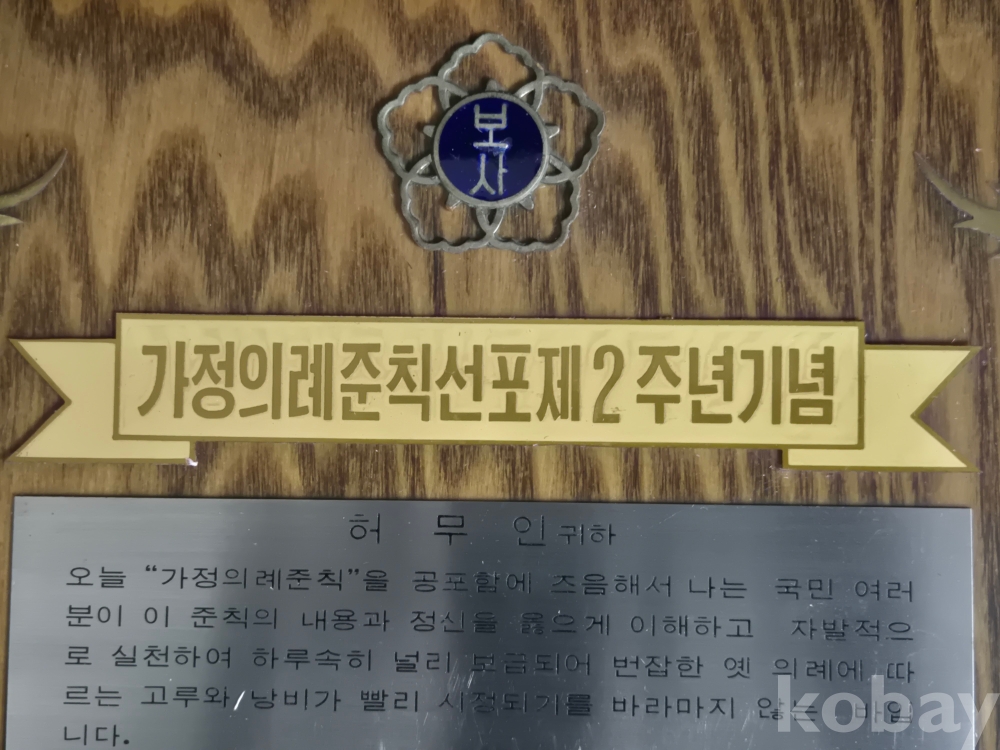 보
사
가정의례준칙선포제2주년기념
허 무 인 귀하
오늘 “가정의례준칙”을 공포함에 즈음해서 나는 국민 여러
분이 이 준칙의 내용과 정신을 옳으게 이해하고 자발적으
로 실천하여 하루속히 널리 보급되어 번잡한 옛 의례에 따
르는 고루와 낭비가 빨리 시정되기를 바라마지 않는 바입
니다.
kobay